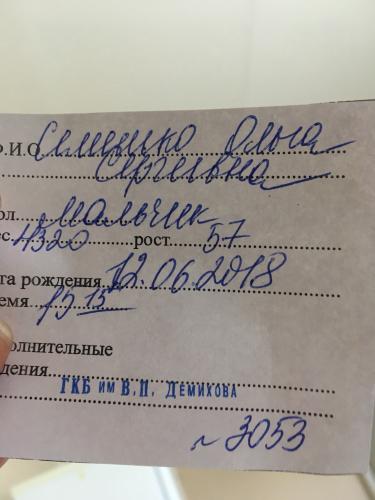 Ф.И.О. Семешко Ольга
Сергеевна
пол. мальчик
вес. 4320 рост. 57
дата рождения. 12.06.2018
время. 15 15
дополнительные
сведения.
ГКБ им В.П. Демихова
~ 3053